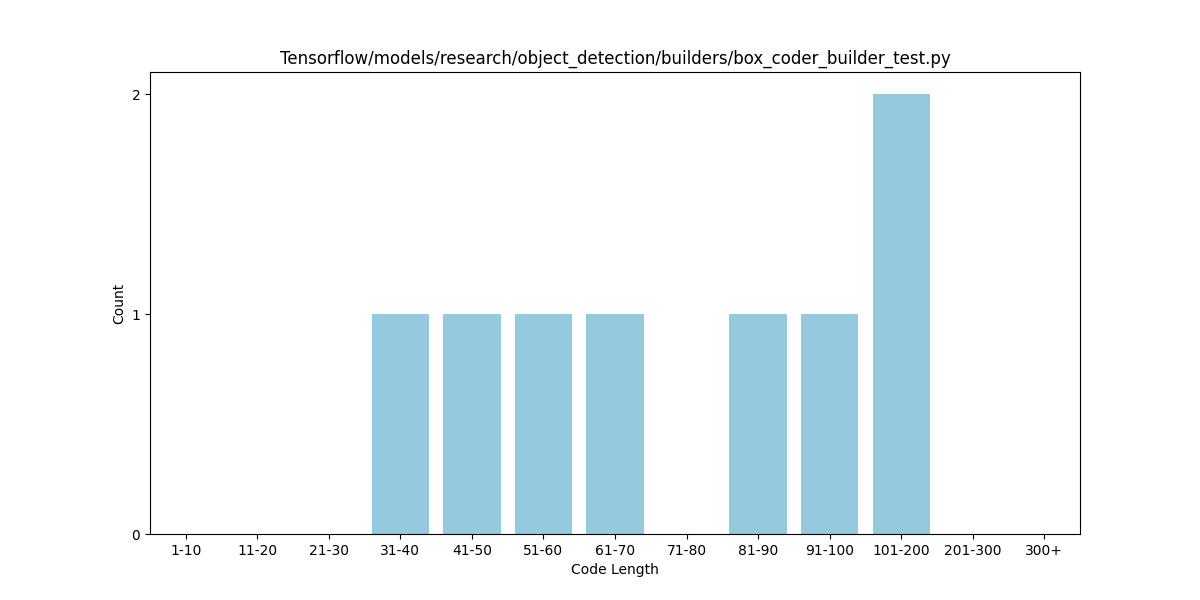 Tensorflow/models/research/object_detection/builders/box_coder_builder_test.py
2
1
0
Count
1-10 11-20 21-30 31-40 41-50 51-60 61-70 71-80 81-90 91-100 101-200 201-300 300+
Code Length